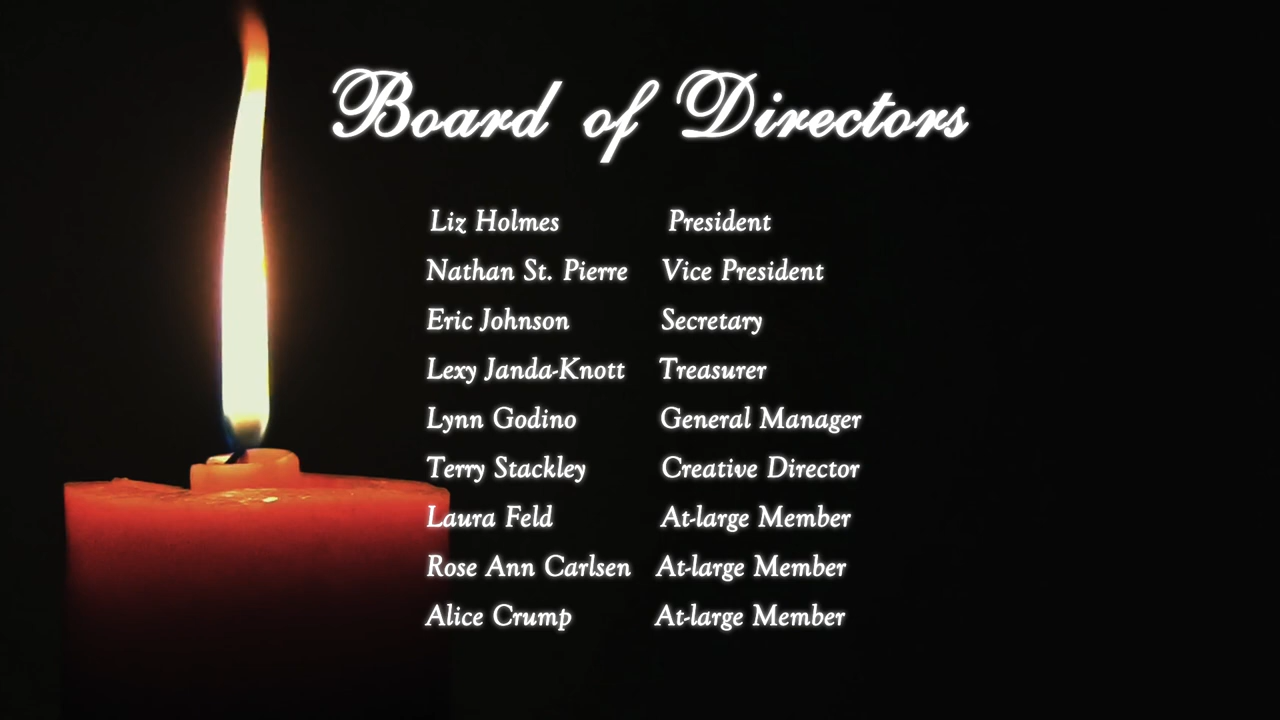 Board of Directors
Liz Holmes President
Nathan St. Pierre Vice President
Eric Johnson Secretary
Lexy Janda-Knott Treasurer
Lynn Godino General Manager
Terry Stackley Creative Director
Laura Feld At-large Member
Rose Ann Carlsen At-large Member
Alice Crump At-large Member